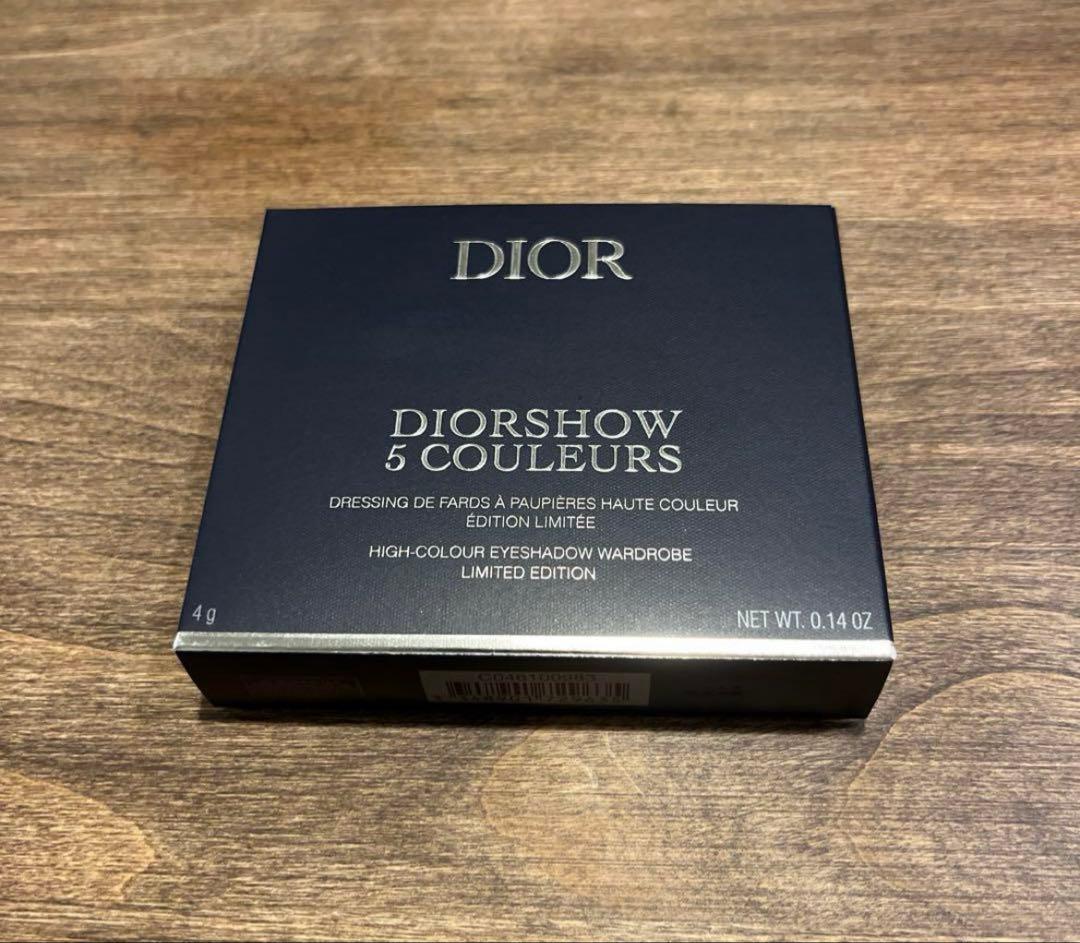 DIOR
DIORSHOW
5 COULEURS
DRESSING DE FARDS À PAUPIÈRES HAUTE COULEUR
ÉDITION LIMITÉE
HIGH-COLOUR EYESHADOW WARDROBE
LIMITED EDITION
4 g
NET WT. 0.14 OZ